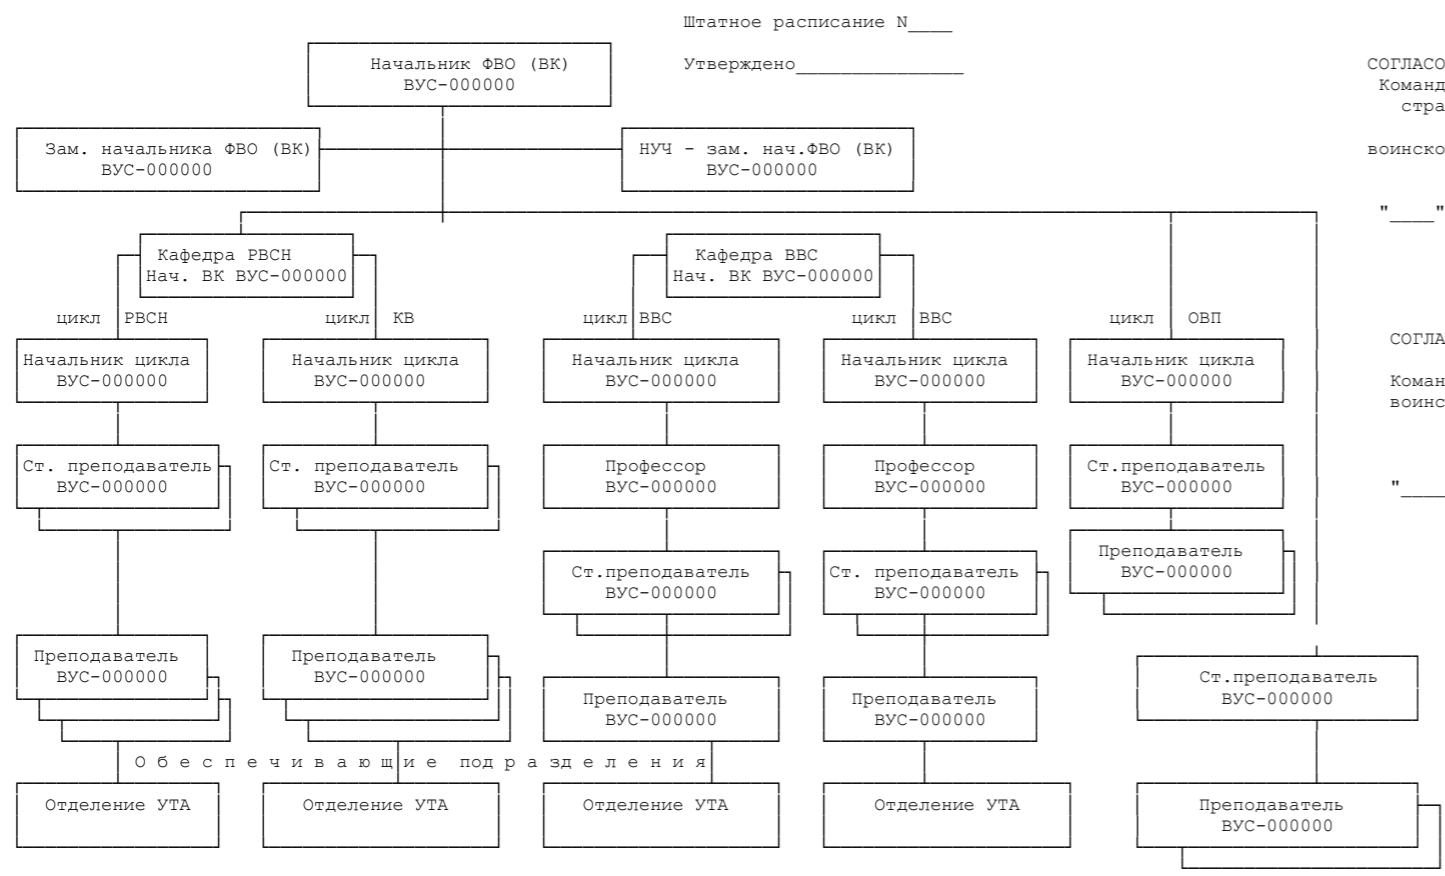 Штатное расписание N____
Начальник ФВО (ВК)
ВУС-000000
Утверждено_______________
СОГЛАСО
Команд
стра
Зам. начальника ФВО (ВК)
ВУС-000000
НУЧ - зам. нач.ФВО (ВК)
ВУС-000000
воинско
"____"
Кафедра РВСН
Нач. ВК ВУС-000000
Кафедра ВВС
Нач. ВК ВУС-000000
цикл РВСН
цикл КВ
цикл ВВС
цикл ВВС
цикл ОВП
СОГЛА
Коман
воинс
"____
Начальник цикла
ВУС-000000
Начальник цикла
ВУС-000000
Начальник цикла
ВУС-000000
Начальник цикла
ВУС-000000
Начальник цикла
ВУС-000000
Ст. преподаватель
ВУС-000000
Ст. преподаватель
ВУС-000000
Профессор
ВУС-000000
Профессор
ВУС-000000
Ст.преподаватель
ВУС-000000
Ст.преподаватель
ВУС-000000
Ст. преподаватель
ВУС-000000
Преподаватель
ВУС-000000
Преподаватель
ВУС-000000
Преподаватель
ВУС-000000
Преподаватель
ВУС-000000
Преподаватель
ВУС-000000
Ст.преподаватель
ВУС-000000
О б е с п е ч и в а ю щ и е под р а зд е л е н и я
Отделение УТА
Отделение УТА
Отделение УТА
Отделение УТА
Преподаватель
ВУС-000000